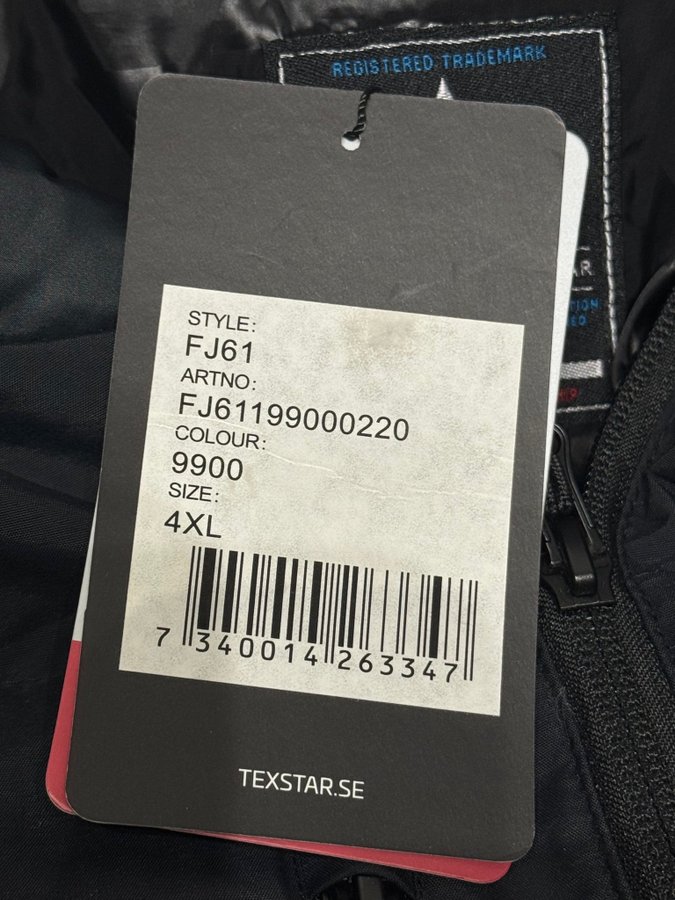 REGISTERED TRADEMARK
STYLE:
FJ61
ARTNO:
FJ61199000220
COLOUR:
9900
SIZE:
4XL
7 340014 263347
TEXSTAR.SE